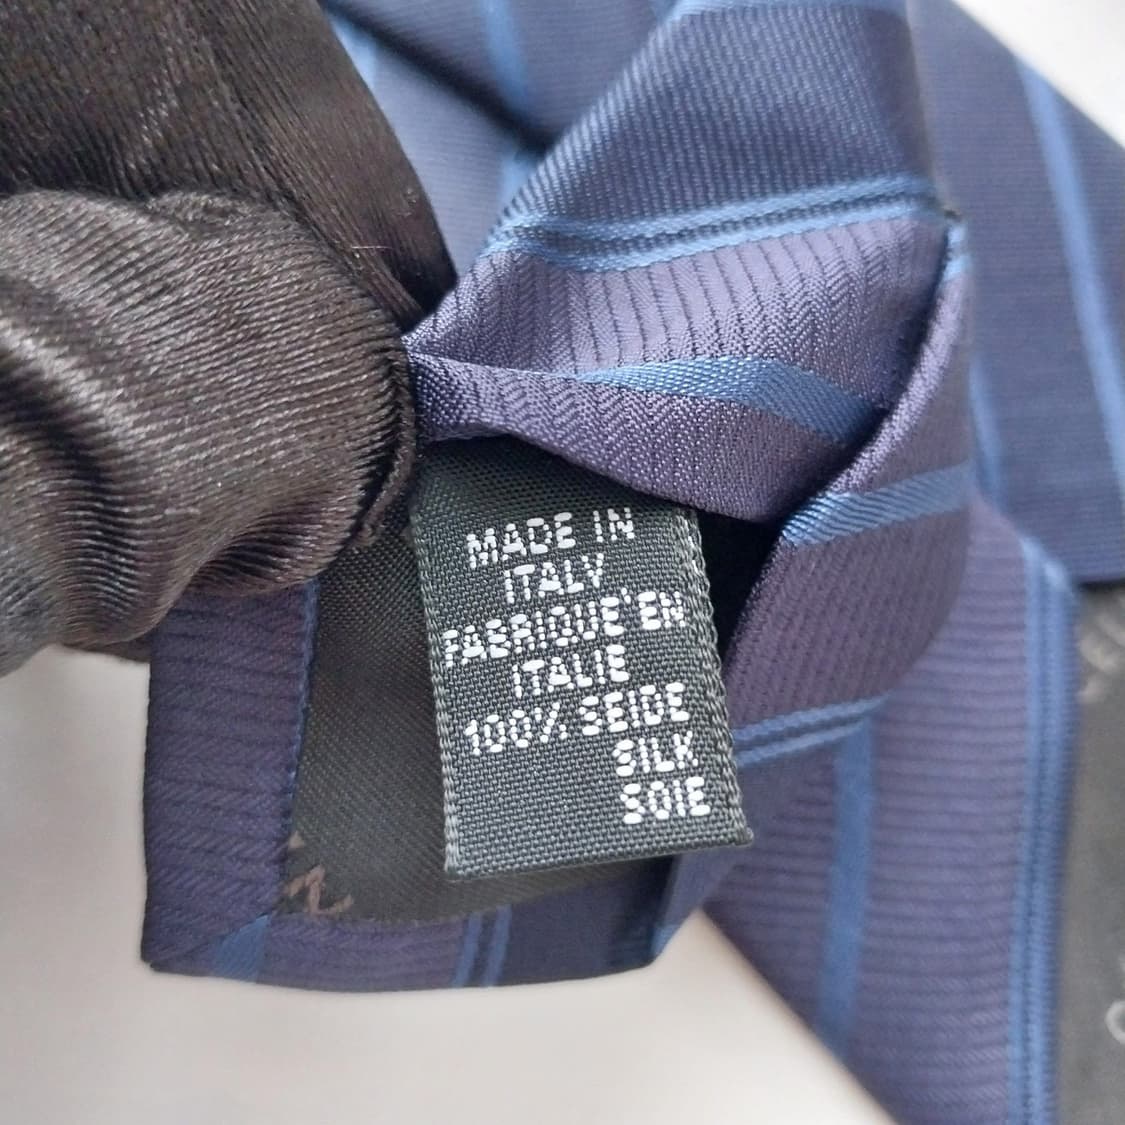 MADE IN
ITALY
FABRIQUE'EN
ITALIE
100% SEIDE
SILK
SOIE